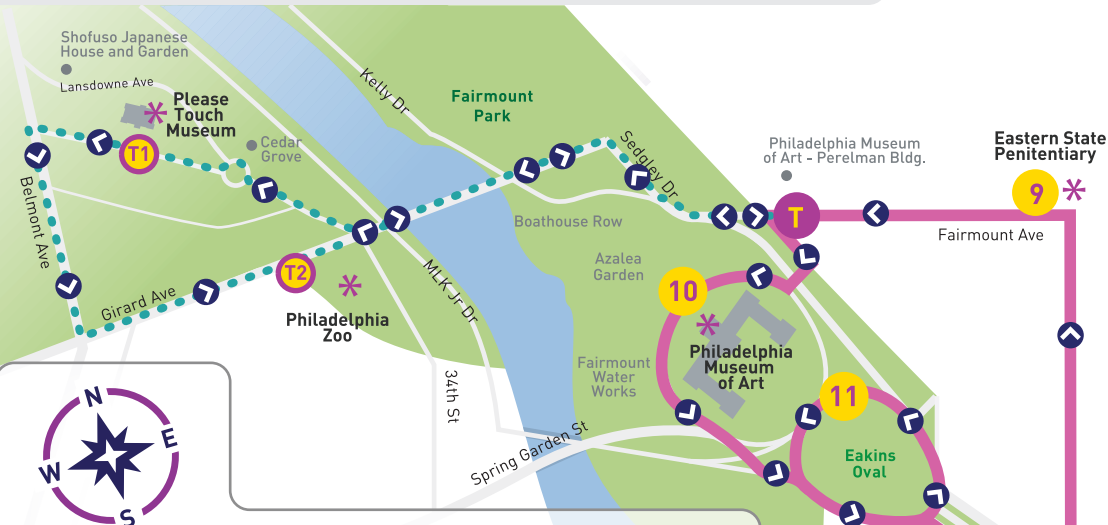 Shofuso Japanese
House and Garden
Lansdowne Ave
Please
Touch
Museum
T1
Cedar
Grove
Kelly Dr
Fairmount
Park
Sedgley Dr
Philadelphia Museum
of Art - Perelman Bldg.
Eastern State
Penitentiary
9
T
Fairmount Ave
Boathouse Row
Belmont Ave
Azalea
Garden
10
T2
Girard Ave
Philadelphia
Zoo
MLK Jr Dr
Philadelphia
Museum
of Art
Fairmount
Water
Works
34th St
11
Spring Garden St
Eakins
Oval
N
E
W
S